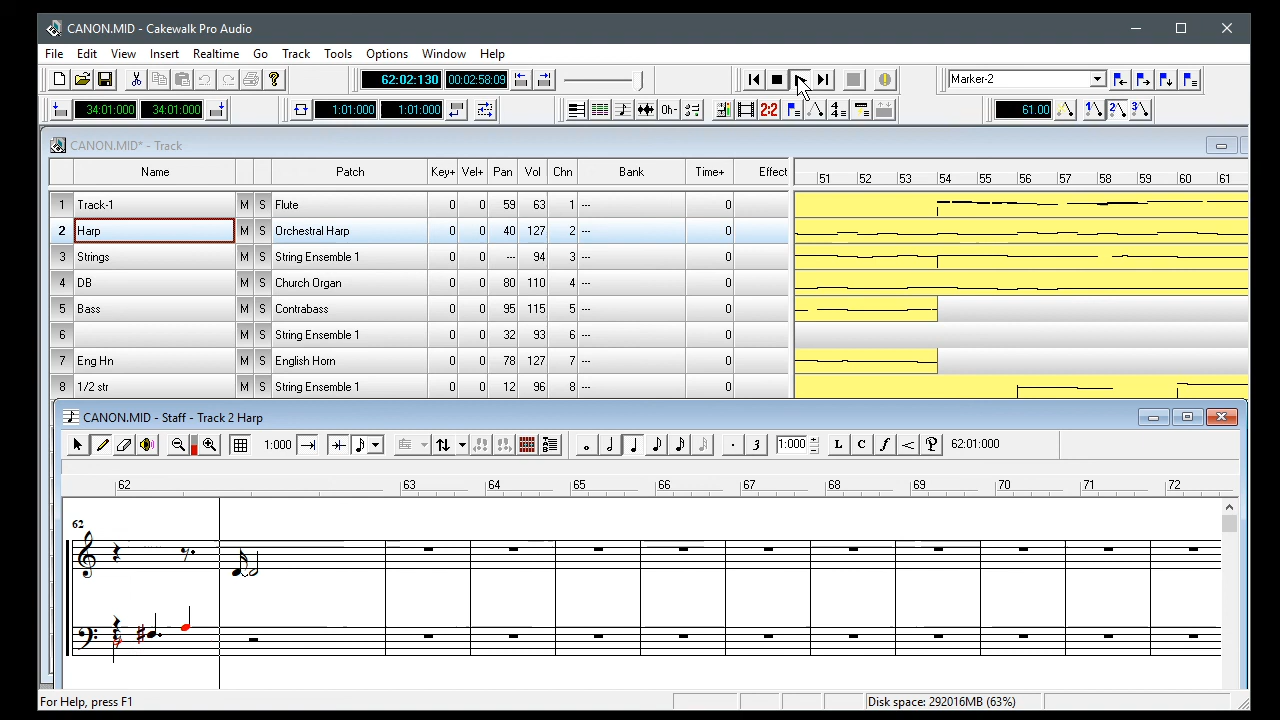 CANON.MID - Cakewalk Pro Audio
File Edit View Insert Realtime Go Track Tools Options Window Help
62:02:130 00:02:58:09 Marker-2
34:01:000 34:01:000 1:01:000 1:01:000 0h- 2:2 4 61.00 1 2 3
CANON.MID* - Track
Name Patch Key+ Vel+ Pan Vol Chn Bank Time+ Effect 51 52 53 54 55 56 57 58 59 60 61
1 Track-1 M S Flute 0 0 59 63 1 --- 0
2 Harp M S Orchestral Harp 0 0 40 127 2 --- 0
3 Strings M S String Ensemble 1 0 0 --- 94 3 --- 0
4 DB M S Church Organ 0 0 80 110 4 --- 0
5 Bass M S Contrabass 0 0 95 115 5 --- 0
6 M S String Ensemble 1 0 0 32 93 6 --- 0
7 Eng Hn M S English Horn 0 0 78 127 7 --- 0
8 1/2 str M S String Ensemble 1 0 0 12 96 8 --- 0
CANON.MID - Staff - Track 2 Harp
1:000 3 1:000 L C f 62:01:000
62 63 64 65 66 67 68 69 70 71 72
62
For Help, press F1 Disk space: 292016MB (63%)